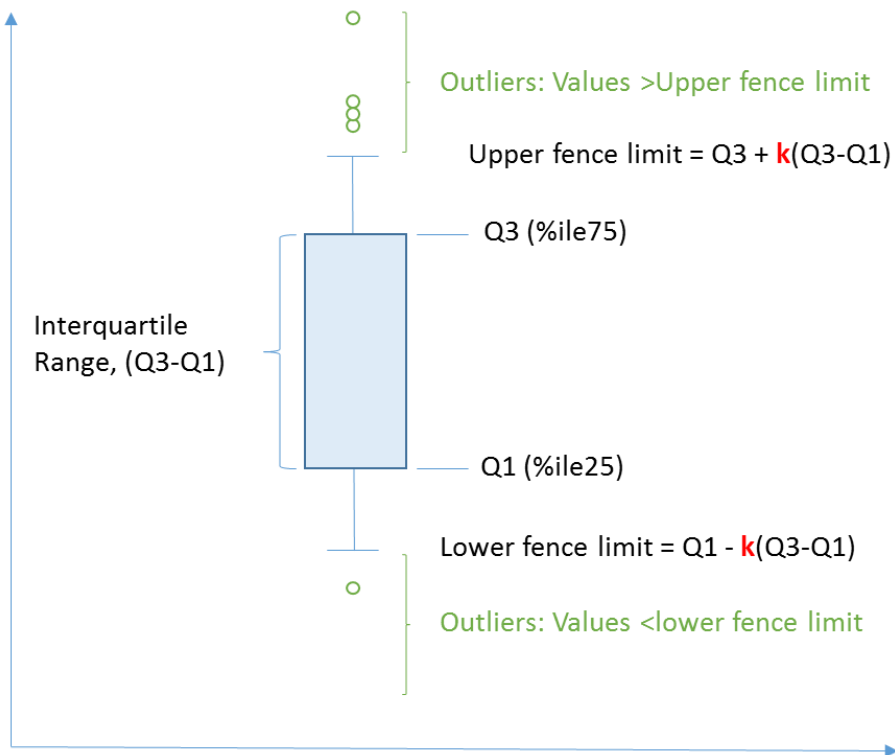 Outliers: Values >Upper fence limit
Upper fence limit = Q3 + k(Q3-Q1)
Q3 (%ile75)
Interquartile
Range, (Q3-Q1)
Q1 (%ile25)
Lower fence limit = Q1 - k(Q3-Q1)
Outliers: Values <lower fence limit